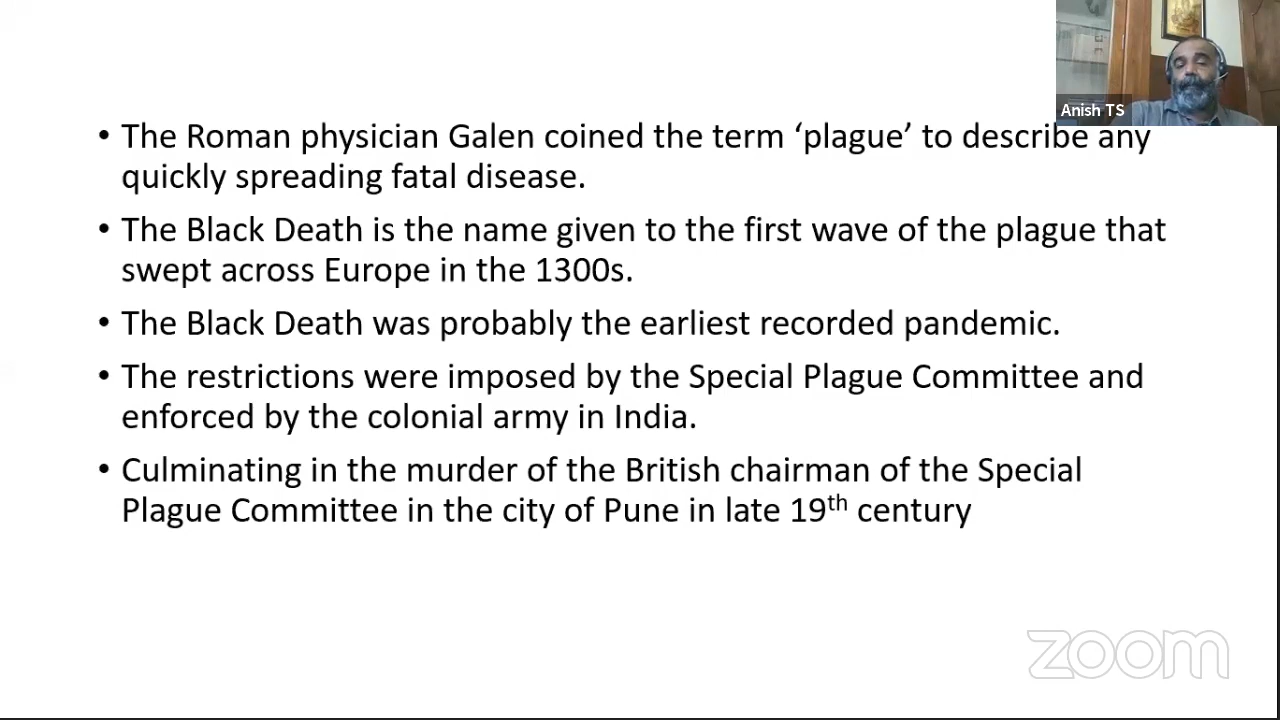 Anish TS
• The Roman physician Galen coined the term ‘plague’ to describe any
quickly spreading fatal disease.
• The Black Death is the name given to the first wave of the plague that
swept across Europe in the 1300s.
• The Black Death was probably the earliest recorded pandemic.
• The restrictions were imposed by the Special Plague Committee and
enforced by the colonial army in India.
• Culminating in the murder of the British chairman of the Special
Plague Committee in the city of Pune in late 19th century
zoom